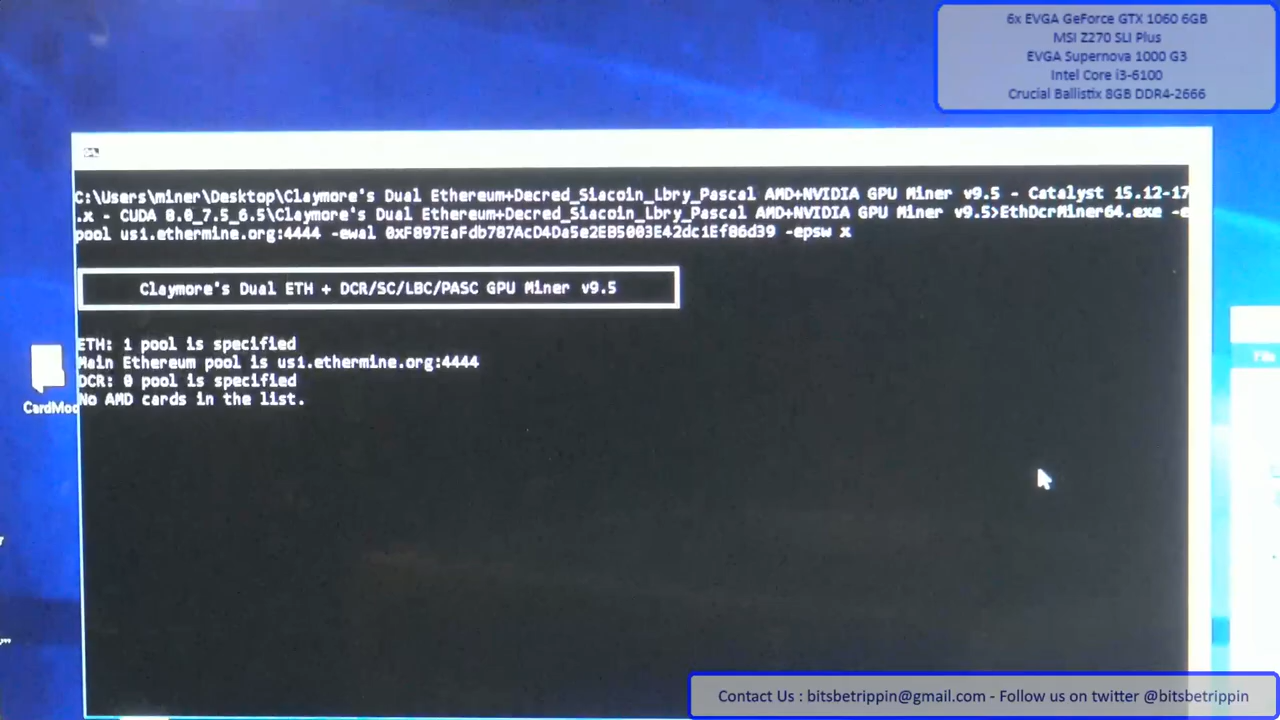 6x EVGA GeForce GTX 1060 6GB
MSI Z270 SLI Plus
EVGA Supernova 1000 G3
Intel Core i3-6100
Crucial Ballistix 8GB DDR4-2666
C:\Users\miner\Desktop\Claymore's Dual Ethereum+Decred_Siacoin_Lbry_Pascal AMD+NVIDIA GPU Miner v9.5 - Catalyst 15.12-17
.x - CUDA 8.0_7.5_6.5\Claymore's Dual Ethereum+Decred_Siacoin_Lbry_Pascal AMD+NVIDIA GPU Miner v9.5>EthDcrMiner64.exe -e
pool us1.ethermine.org:4444 -ewal 0xF897EaFdb787AcD4Da5e2EB5003E42dc1Ef86d39 -epsw x
Claymore's Dual ETH + DCR/SC/LBC/PASC GPU Miner v9.5
ETH: 1 pool is specified
Main Ethereum pool is us1.ethermine.org:4444
DCR: 0 pool is specified
No AMD cards in the list.
File
CardMod
Contact Us : bitsbetrippin@gmail.com - Follow us on twitter @bitsbetrippin